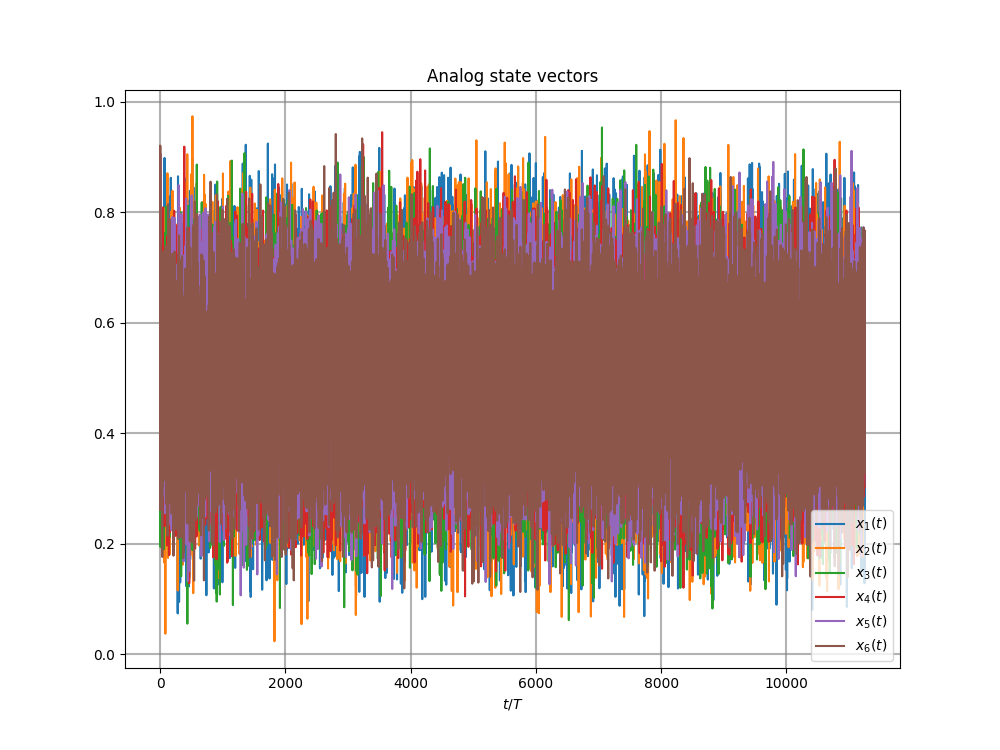 Analog state vectors
1.0
0.8
0.6
0.4
0.2
0.0
0 2000 4000 6000 8000 10000
t/T
x₁(t)
x₂(t)
x₃(t)
x₄(t)
x₅(t)
x₆(t)